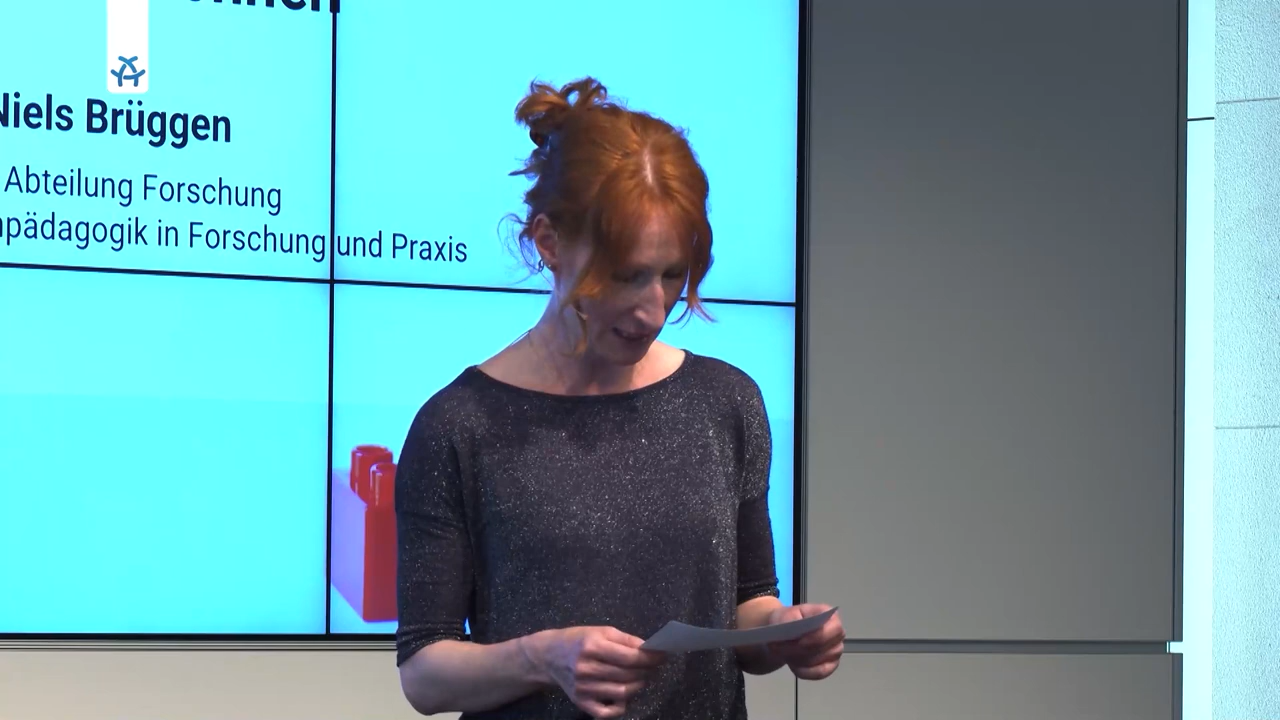 Niels Brüggen
Abteilung Forschung
pädagogik in Forschung und Praxis